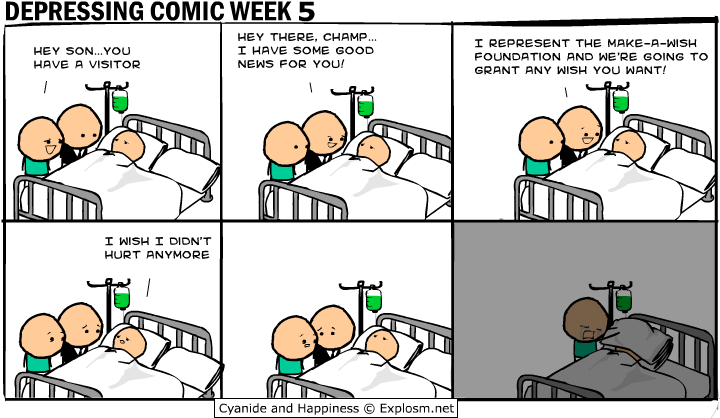 DEPRESSING COMIC WEEK 5
HEY SON...YOU
HAVE A VISITOR
HEY THERE, CHAMP...
I HAVE SOME GOOD
NEWS FOR YOU!
I REPRESENT THE MAKE-A-WISH
FOUNDATION AND WE'RE GOING TO
GRANT ANY WISH YOU WANT!
I WISH I DIDN'T
HURT ANYMORE
Cyanide and Happiness © Explosm.net